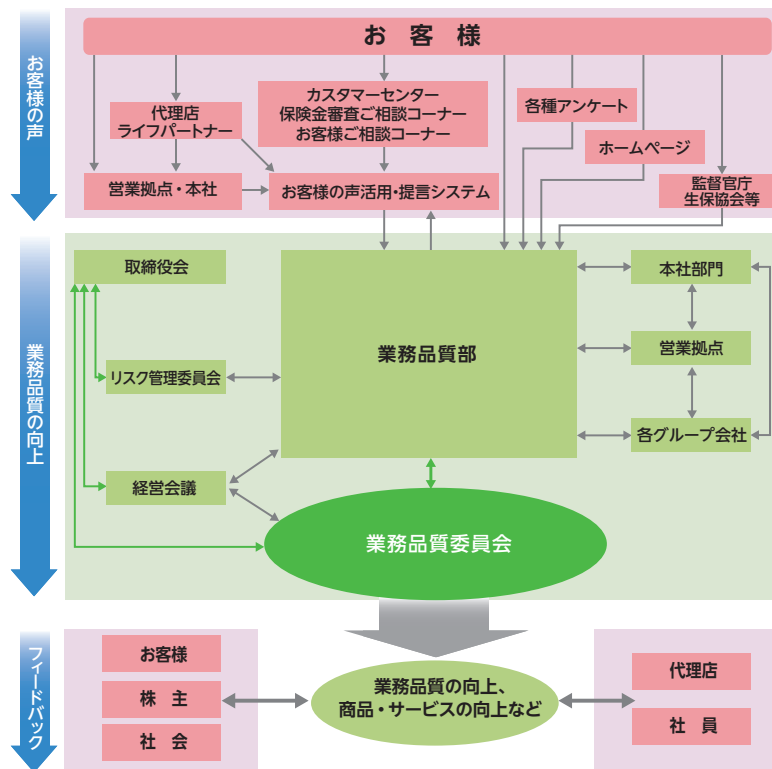 お客様の声
お 客 様
代理店
ライフパートナー
カスタマーセンター
保険金審査ご相談コーナー
お客様ご相談コーナー
各種アンケート
ホームページ
営業拠点・本社
お客様の声活用・提言システム
監督官庁
生保協会等
業務品質の向上
取締役会
業務品質部
本社部門
営業拠点
リスク管理委員会
各グループ会社
経営会議
業務品質委員会
フィードバック
お客様
株 主
社 会
業務品質の向上、
商品・サービスの向上など
代理店
社 員